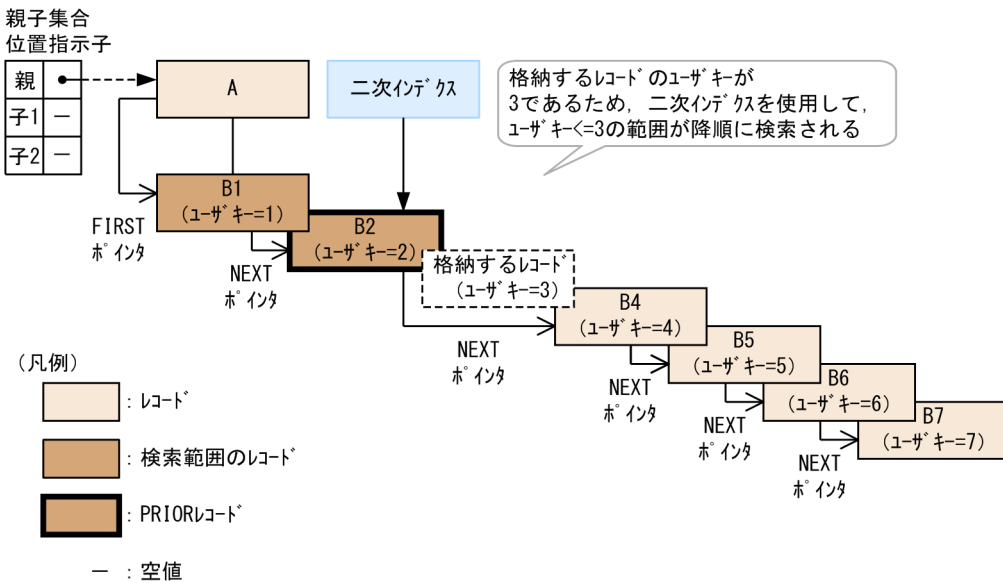 親子集合
位置指示子
親
子1 －
子2 －
A
二次ｲﾝﾃﾞｸｽ
格納するﾚｺｰﾄﾞのﾕｰｻﾞｷｰが
3であるため，二次ｲﾝﾃﾞｸｽを使用して，
ﾕｰｻﾞｷｰ<=3の範囲が降順に検索される
B1
(ﾕｰｻﾞｷｰ=1)
FIRST
ﾎﾟｲﾝﾀ
B2
(ﾕｰｻﾞｷｰ=2)
NEXT
ﾎﾟｲﾝﾀ
格納するﾚｺｰﾄﾞ
(ﾕｰｻﾞｷｰ=3)
B4
(ﾕｰｻﾞｷｰ=4)
NEXT
ﾎﾟｲﾝﾀ
B5
(ﾕｰｻﾞｷｰ=5)
NEXT
ﾎﾟｲﾝﾀ
B6
(ﾕｰｻﾞｷｰ=6)
NEXT
ﾎﾟｲﾝﾀ
B7
(ﾕｰｻﾞｷｰ=7)
NEXT
ﾎﾟｲﾝﾀ
(凡例)
：ﾚｺｰﾄﾞ
：検索範囲のﾚｺｰﾄﾞ
：PRIORﾚｺｰﾄﾞ
－ ：空値